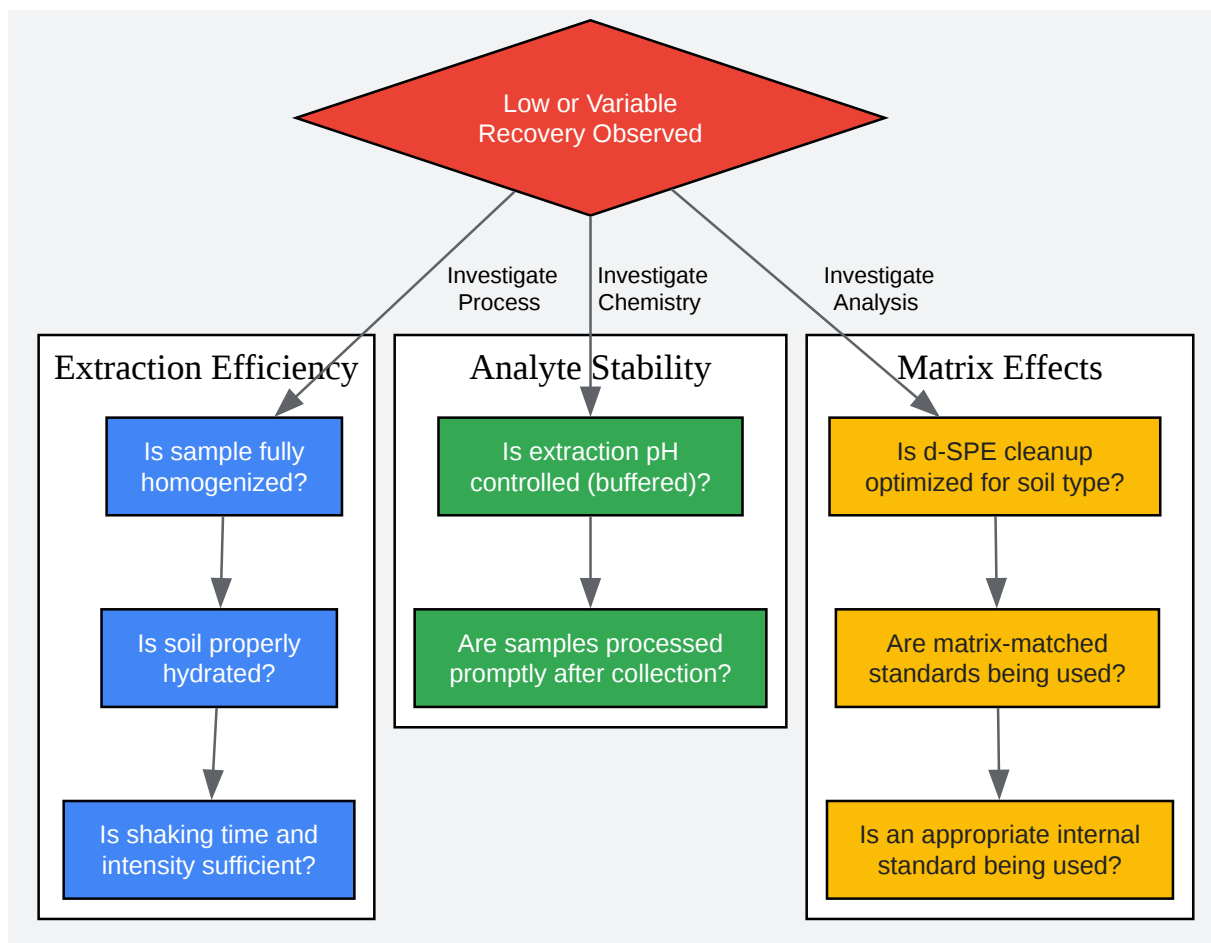 Low or Variable
Recovery Observed
Investigate
Process
Investigate
Chemistry
Investigate
Analysis
Extraction Efficiency
Is sample fully
homogenized?
Is soil properly
hydrated?
Is shaking time and
intensity sufficient?
Analyte Stability
Is extraction pH
controlled (buffered)?
Are samples processed
promptly after collection?
Matrix Effects
Is d-SPE cleanup
optimized for soil type?
Are matrix-matched
standards being used?
Is an appropriate internal
standard being used?